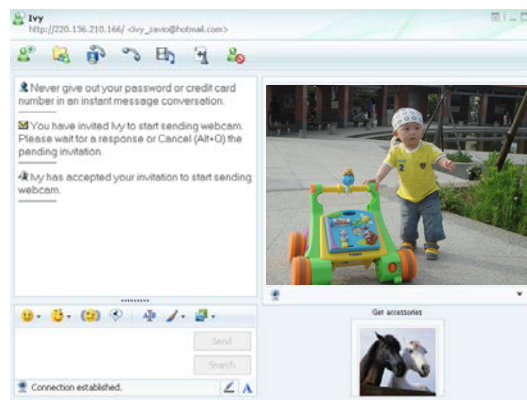 Ivy
http://220.136.210.166/ <ivy_zavio@hotmail.com>
Never give out your password or credit card
number in an instant message conversation.
You have invited Ivy to start sending webcam.
Please wait for a response or Cancel (Alt+Q) the
pending invitation.
Ivy has accepted your invitation to start sending
webcam.
Get accessories
Send
Search
Connection established.
A